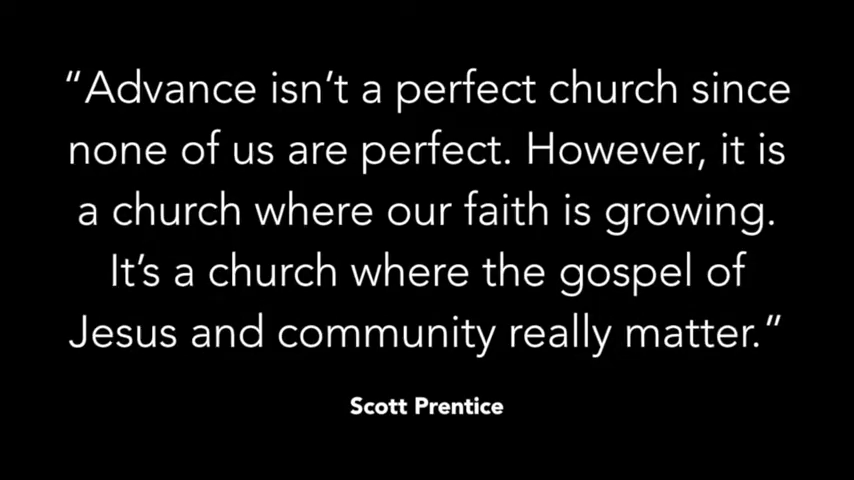 “Advance isn’t a perfect church since
none of us are perfect. However, it is
a church where our faith is growing.
It’s a church where the gospel of
Jesus and community really matter.”
Scott Prentice